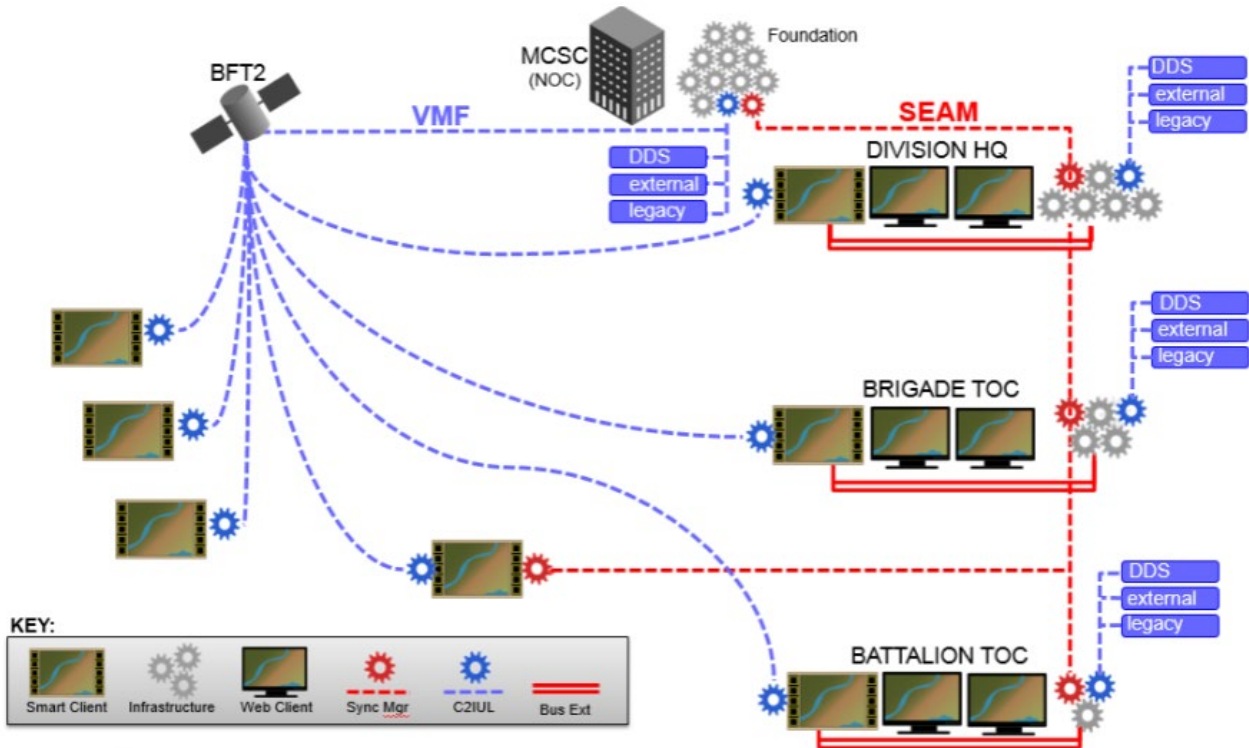 BFT2
MCSC
(NOC)
Foundation
VMF
SEAM
DDS
external
legacy
DIVISION HQ
DDS
external
legacy
BRIGADE TOC
DDS
external
legacy
BATTALION TOC
DDS
external
legacy
KEY:
Smart Client
Infrastructure
Web Client
Sync Mgr
C2IUL
Bus Ext